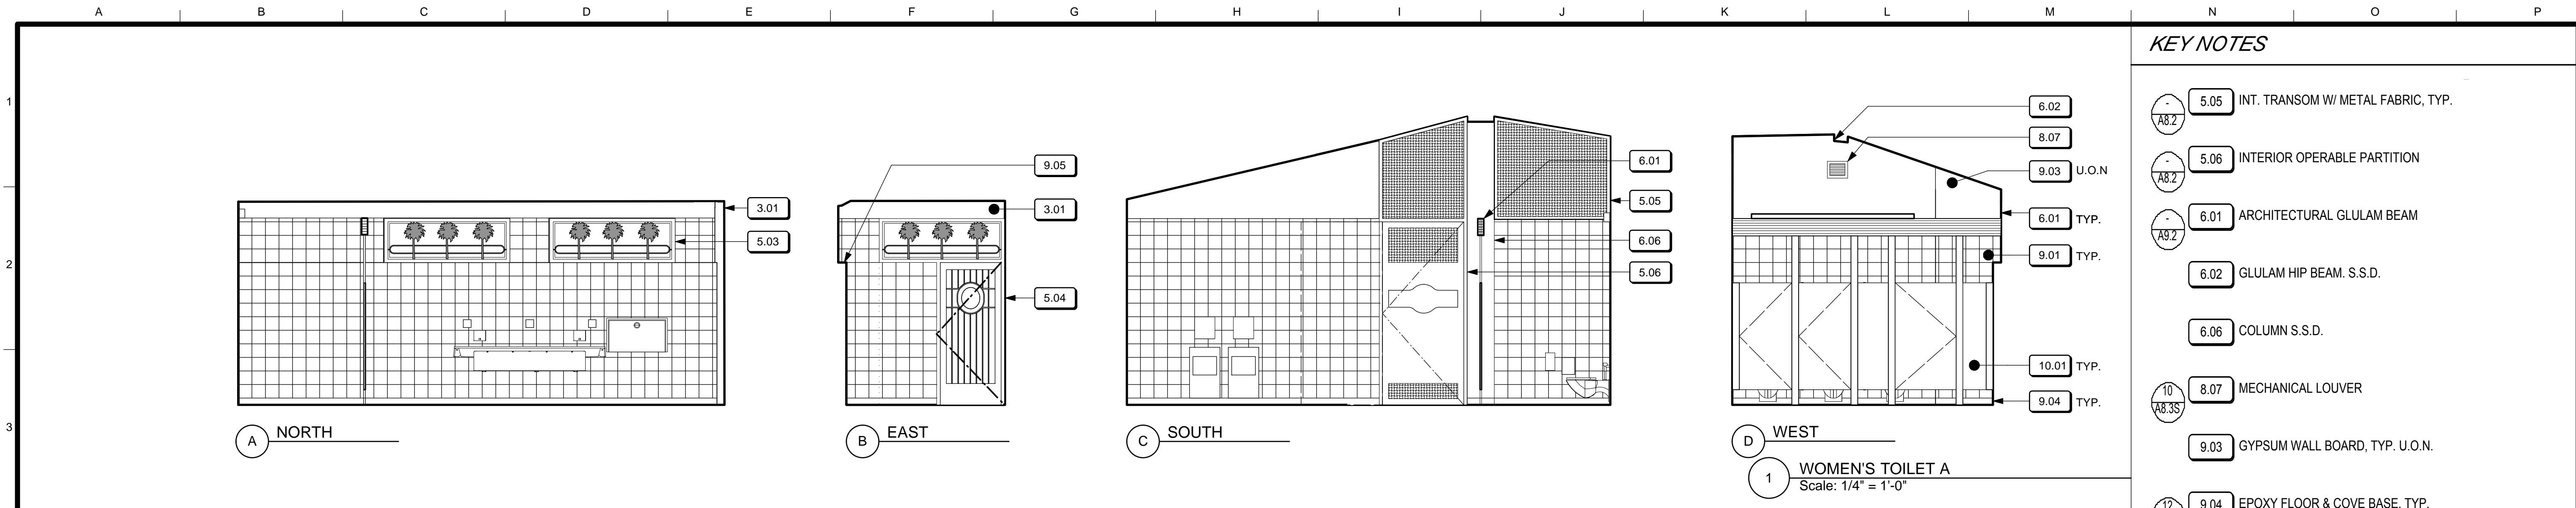 A B C D E F G H I J K L M N O P
KEY NOTES
1
2
3
5.05 INT. TRANSOM W/ METAL FABRIC, TYP.
-
A8.2
5.06 INTERIOR OPERABLE PARTITION
-
A8.2
6.01 ARCHITECTURAL GLULAM BEAM
-
A9.2
6.02 GLULAM HIP BEAM. S.S.D.
6.06 COLUMN S.S.D.
8.07 MECHANICAL LOUVER
10
A8.3S
9.03 GYPSUM WALL BOARD, TYP. U.O.N.
12
9.04 EPOXY FLOOR & COVE BASE, TYP.
3.01
5.03
A NORTH
9.05
3.01
5.04
B EAST
6.01
5.05
6.06
5.06
C SOUTH
6.02
8.07
9.03 U.O.N
6.01 TYP.
9.01 TYP.
10.01 TYP.
9.04 TYP.
D WEST
1 WOMEN'S TOILET A
Scale: 1/4" = 1'-0"